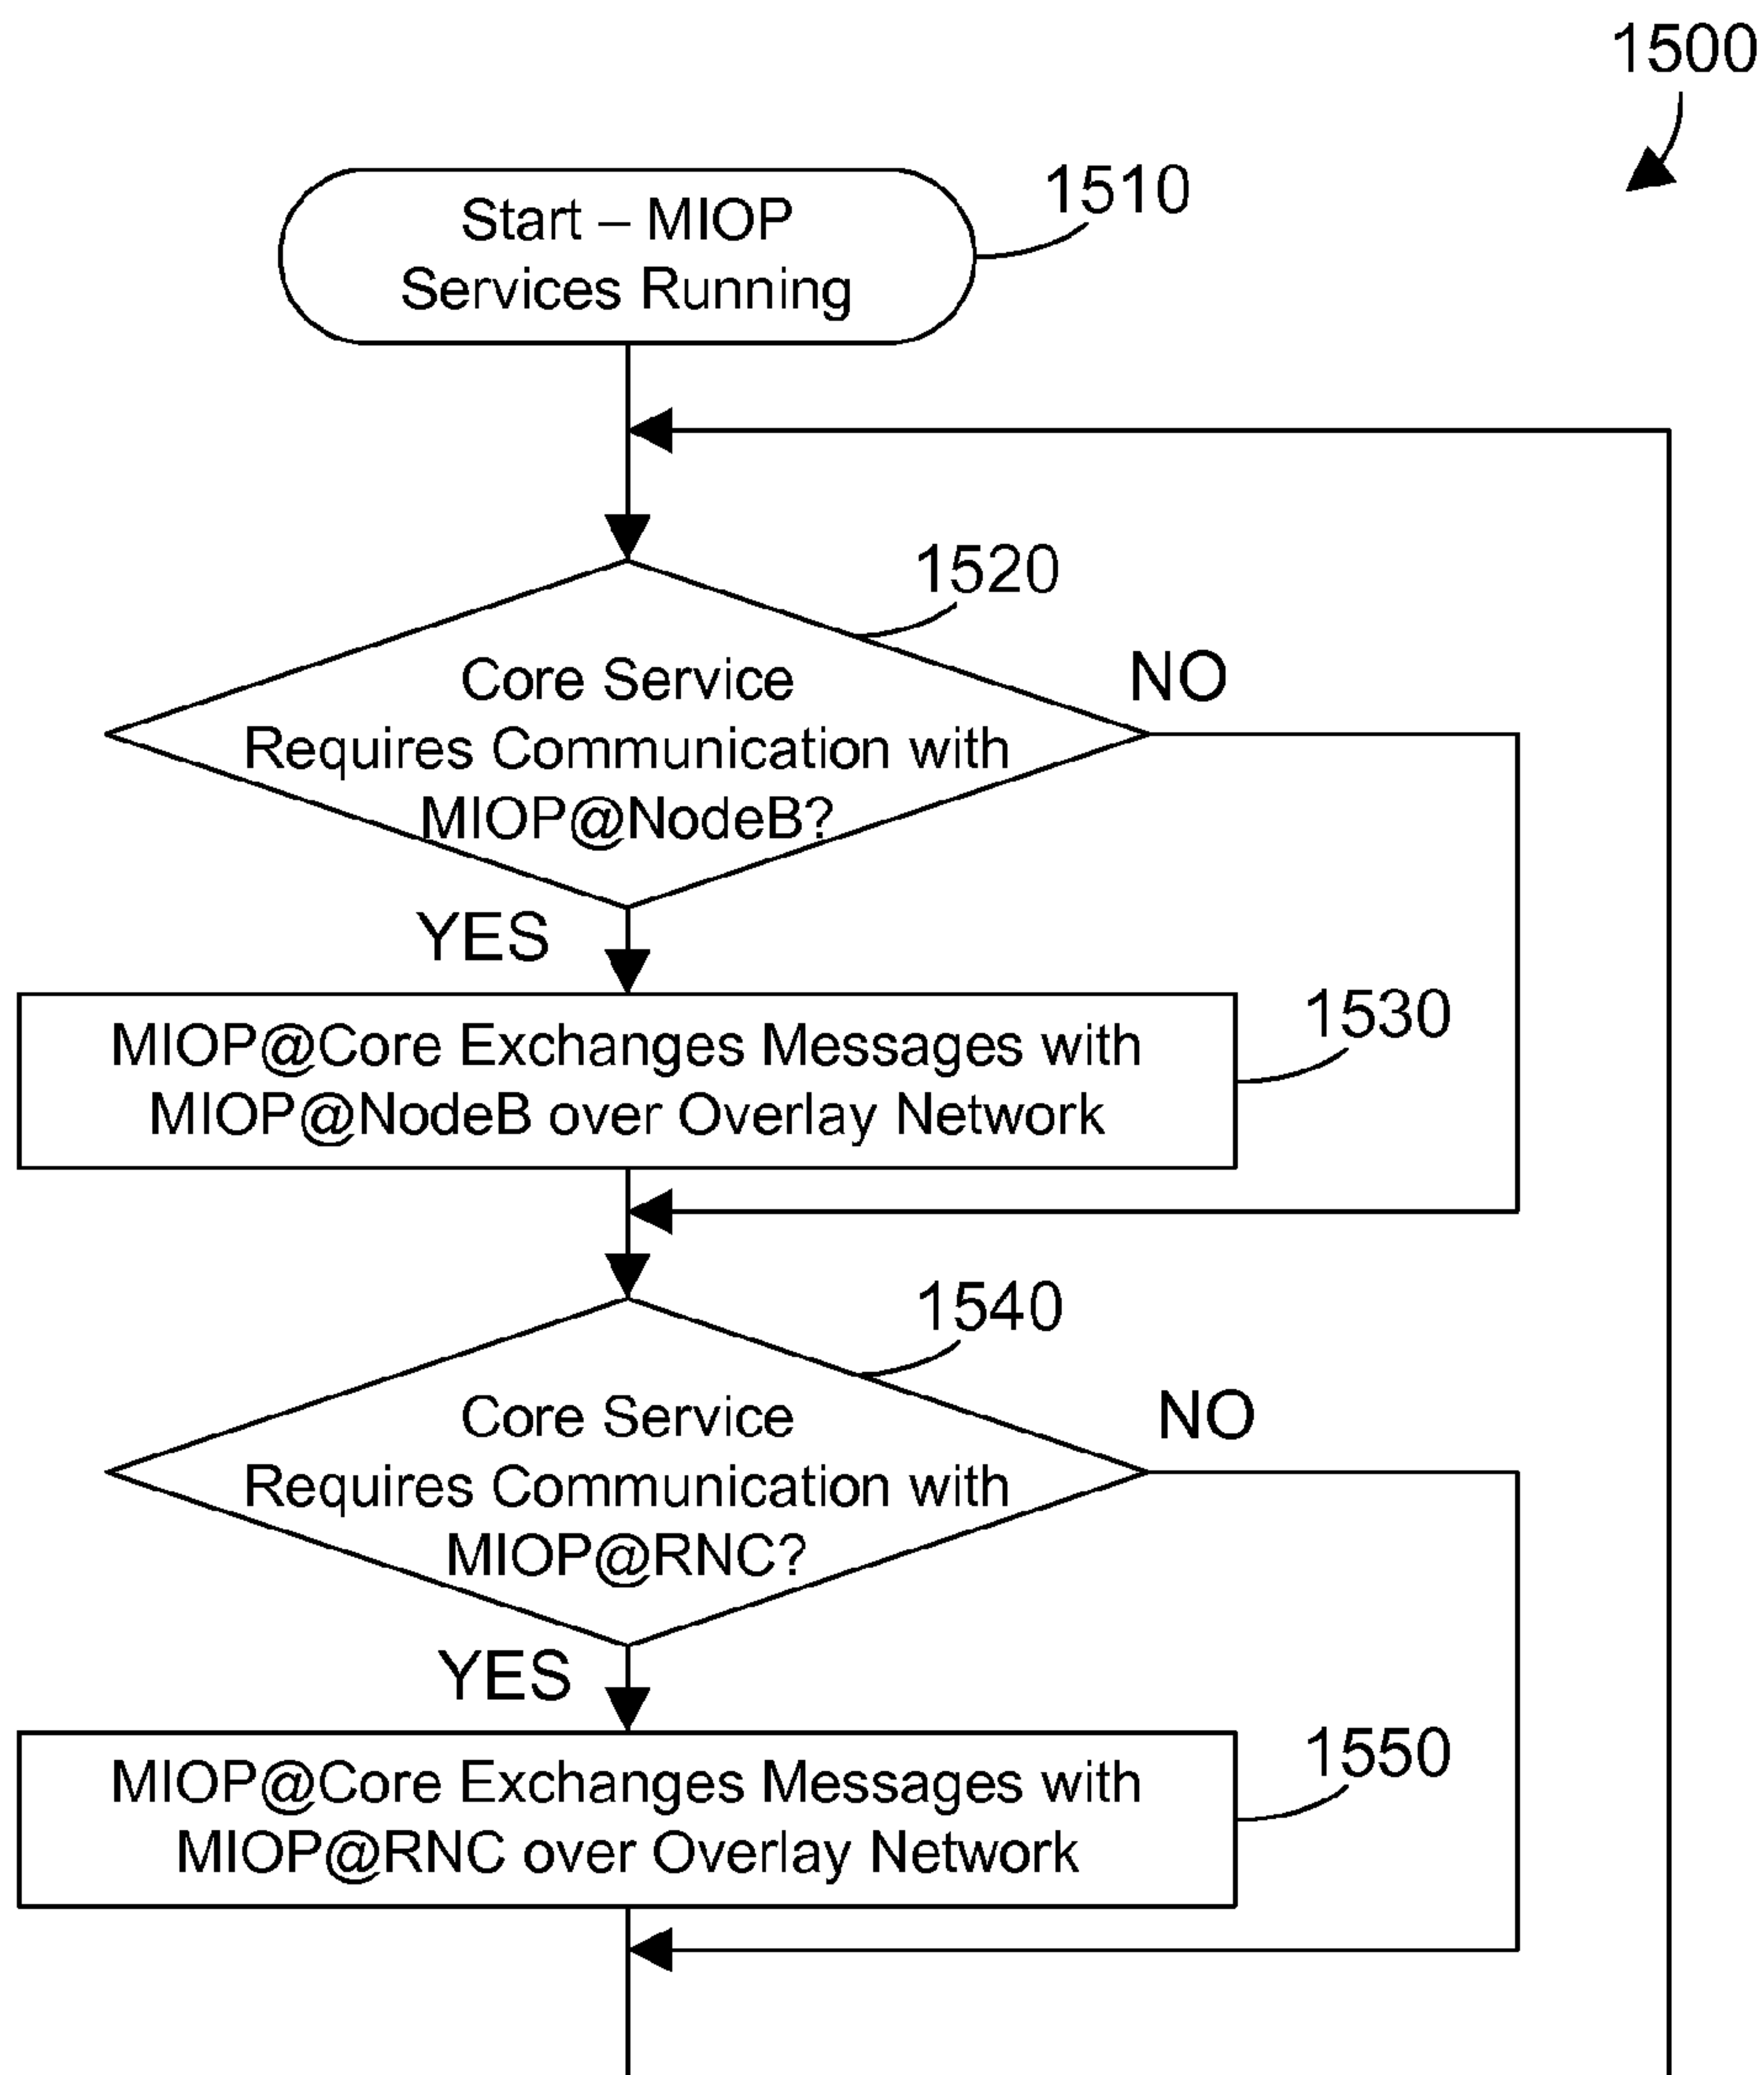 1500
Start – MIOP
Services Running
1510
1520
Core Service
Requires Communication with
MIOP@NodeB?
NO
YES
1530
MIOP@Core Exchanges Messages with
MIOP@NodeB over Overlay Network
1540
Core Service
Requires Communication with
MIOP@RNC?
NO
YES
1550
MIOP@Core Exchanges Messages with
MIOP@RNC over Overlay Network